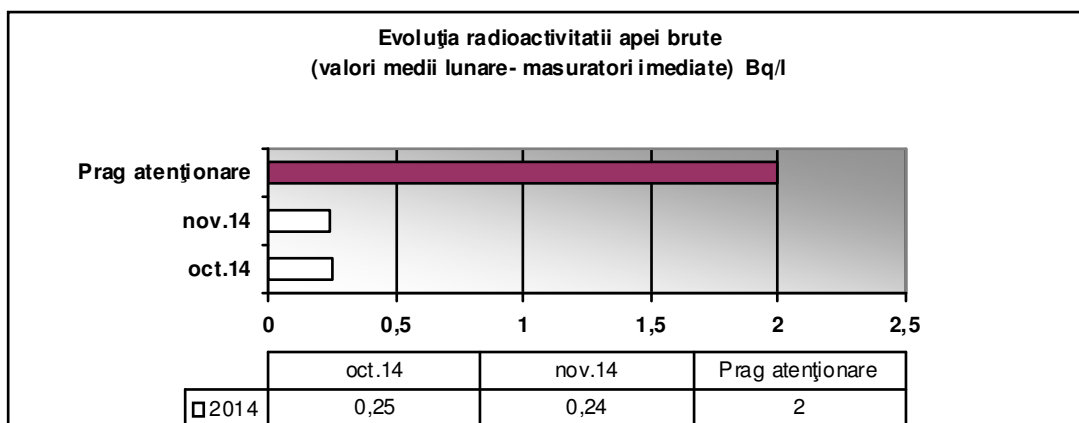 Evoluţia radioactivitatii apei brute
(valori medii lunare- masuratori imediate) Bq/l
Prag atenţionare
nov.14
oct.14
0 0,5 1 1,5 2 2,5
oct.14 nov.14 Prag atenţionare
2014 0,25 0,24 2